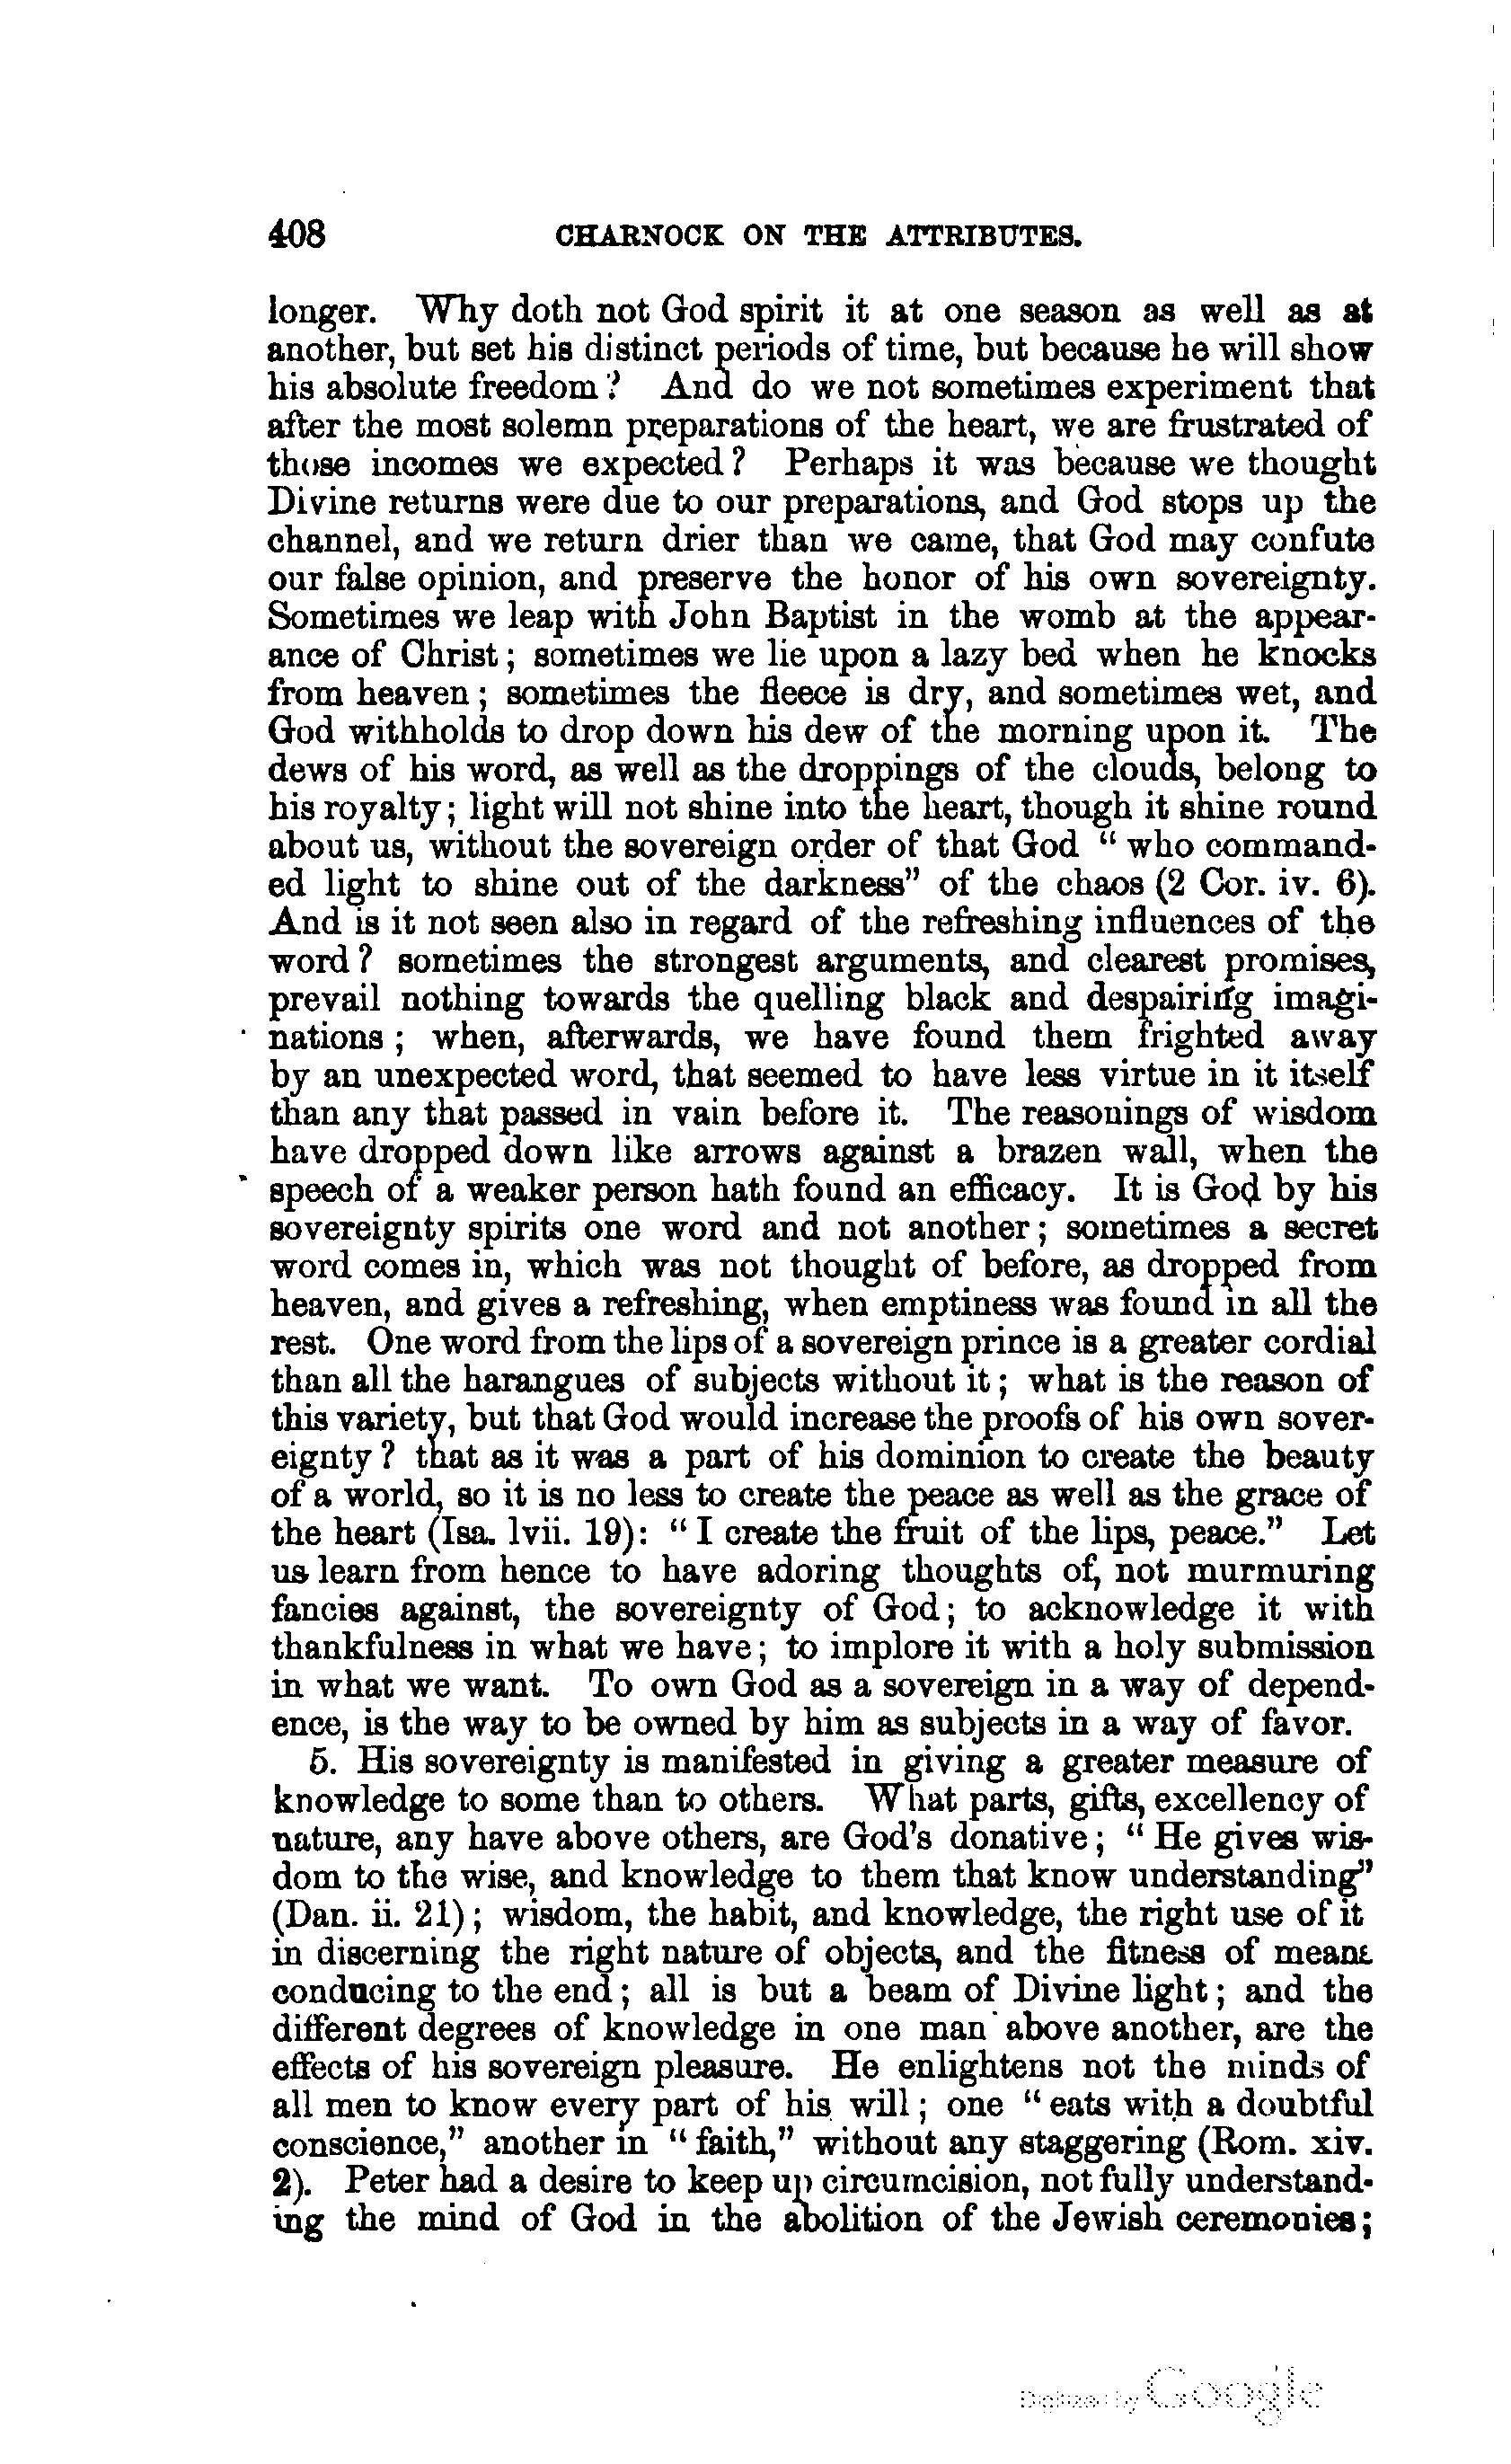 408 CHARNOCK ON THE ATTRIBUTES.
longer. Why doth not God spirit it at one season as well as at
another, but set his distinct periods of time, but because he will show
his absolute freedom? And do we not sometimes experiment that
after the most solemn preparations of the heart, we are frustrated of
those incomes we expected? Perhaps it was because we thought
Divine returns were due to our preparations, and God stops up the
channel, and we return drier than we came, that God may confute
our false opinion, and preserve the honor of his own sovereignty.
Sometimes we leap with John Baptist in the womb at the appear-
ance of Christ; sometimes we lie upon a lazy bed when he knocks
from heaven; sometimes the fleece is dry, and sometimes wet, and
God withholds to drop down his dew of the morning upon it. The
dews of his word, as well as the droppings of the clouds, belong to
his royalty; light will not shine into the heart, though it shine round
about us, without the sovereign order of that God "who command-
ed light to shine out of the darkness" of the chaos (2 Cor. iv. 6).
And is it not seen also in regard of the refreshing influences of the
word? sometimes the strongest arguments, and clearest promises,
prevail nothing towards the quelling black and despairing imagi-
nations; when, afterwards, we have found them frighted away
by an unexpected word, that seemed to have less virtue in it itself
than any that passed in vain before it. The reasonings of wisdom
have dropped down like arrows against a brazen wall, when the
speech of a weaker person hath found an efficacy. It is God by his
sovereignty spirits one word and not another; sometimes a secret
word comes in, which was not thought of before, as dropped from
heaven, and gives a refreshing, when emptiness was found in all the
rest. One word from the lips of a sovereign prince is a greater cordial
than all the harangues of subjects without it; what is the reason of
this variety, but that God would increase the proofs of his own sover-
eignty? that as it was a part of his dominion to create the beauty
of a world, so it is no less to create the peace as well as the grace of
the heart (Isa. lvii. 19): "I create the fruit of the lips, peace." Let
us learn from hence to have adoring thoughts of, not murmuring
fancies against, the sovereignty of God; to acknowledge it with
thankfulness in what we have; to implore it with a holy submission
in what we want. To own God as a sovereign in a way of depend-
ence, is the way to be owned by him as subjects in a way of favor.
5. His sovereignty is manifested in giving a greater measure of
knowledge to some than to others. What parts, gifts, excellency of
nature, any have above others, are God's donative; "He gives wis-
dom to the wise, and knowledge to them that know understanding"
(Dan. ii. 21); wisdom, the habit, and knowledge, the right use of it
in discerning the right nature of objects, and the fitness of means
conducing to the end; all is but a beam of Divine light; and the
different degrees of knowledge in one man above another, are the
effects of his sovereign pleasure. He enlightens not the minds of
all men to know every part of his will; one "eats with a doubtful
conscience," another in "faith," without any staggering (Rom. xiv.
2). Peter had a desire to keep up circumcision, not fully understand-
ing the mind of God in the abolition of the Jewish ceremonies;
Digitized by Google